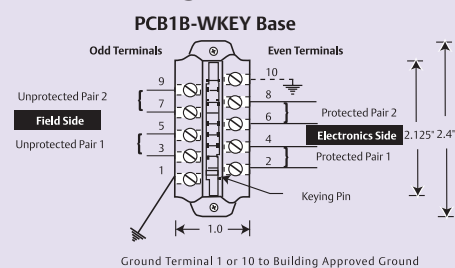 PCB1B-WKEY Base
Odd Terminals
Even Terminals
9
10
Unprotected Pair 2
8
7
Protected Pair 2
6
Field Side
5
Electronics Side
2.125"
2.4"
Unprotected Pair 1
4
3
Protected Pair 1
1
2
Keying Pin
1.0
Ground Terminal 1 or 10 to Building Approved Ground